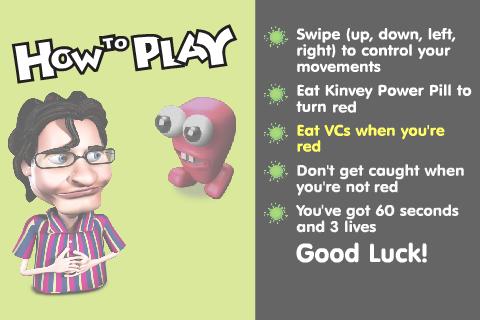 HOW TO PLAY
Swipe (up, down, left,
right) to control your
movements
Eat Kinvey Power Pill to
turn red
Eat VCs when you're
red
Don't get caught when
you're not red
You've got 60 seconds
and 3 lives
Good Luck!